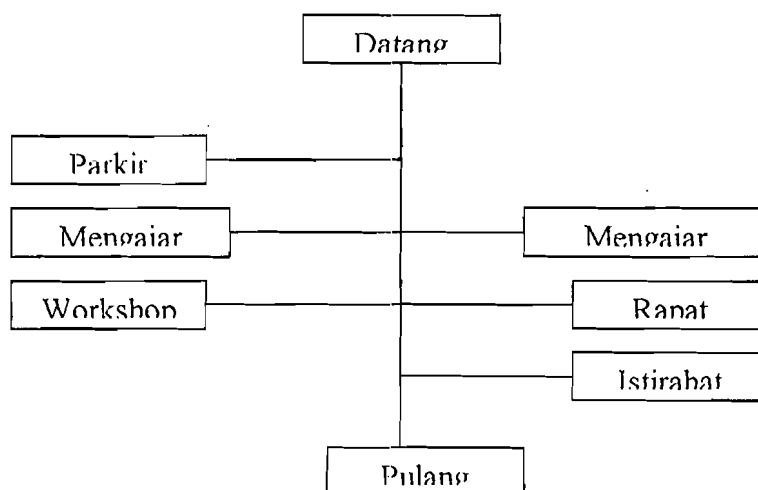 Datang
Parkir
Mengajar
Mengajar
Workshop
Rapat
Istirahat
Pulang